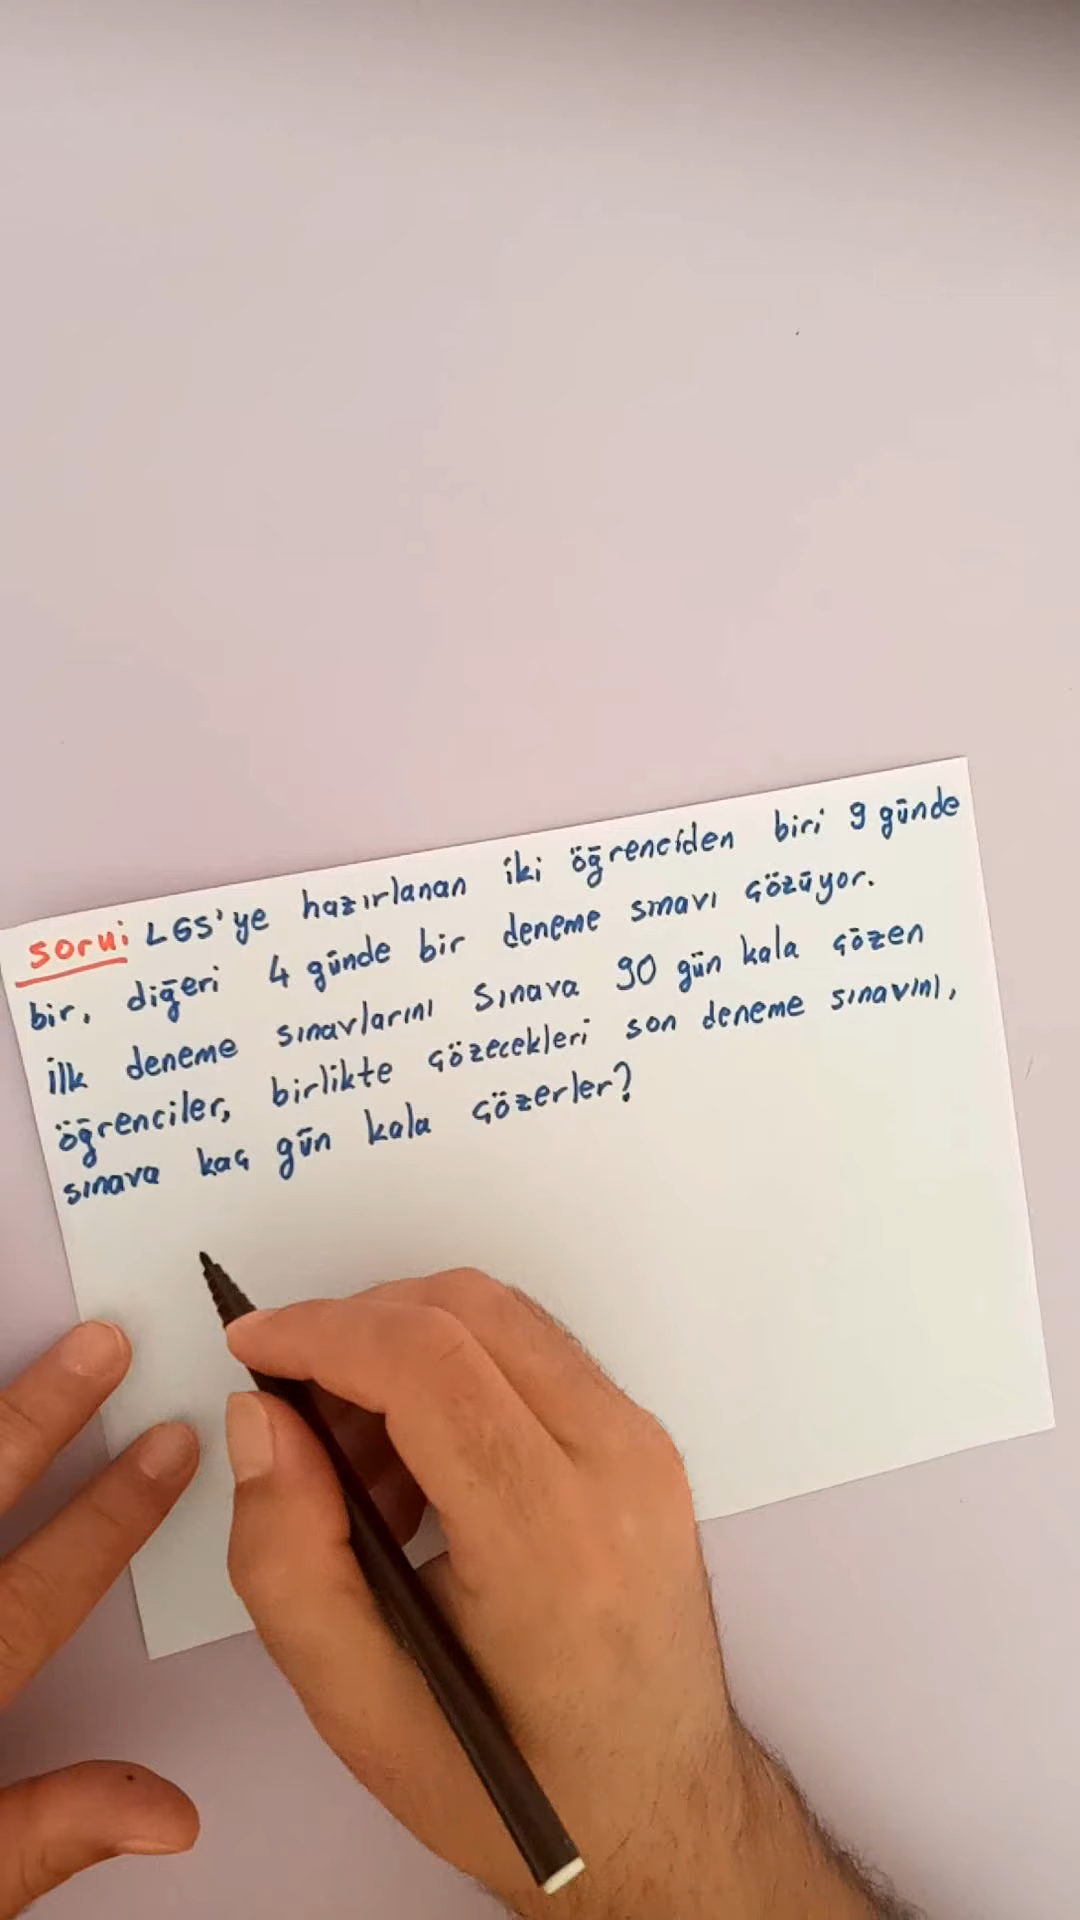 Soru: LGS'ye hazırlanan iki öğrenciden biri 9 günde
bir, diğeri 4 günde bir deneme sınavı çözüyor.
İlk deneme sınavlarını sınava 90 gün kala çözen
öğrenciler, birlikte çözecekleri son deneme sınavını,
sınava kaç gün kala çözerler?